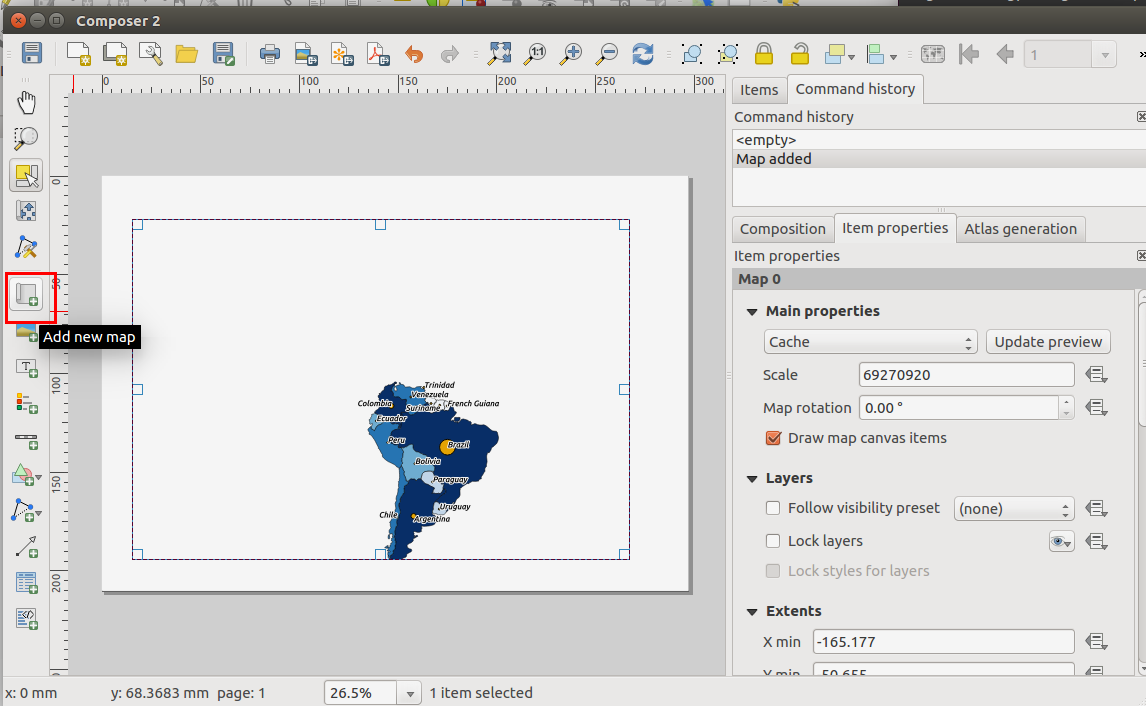 Composer 2
1:1
1
0 50 100 150 200 250 300
Items
Command history
Command history
<empty>
Map added
Composition
Item properties
Atlas generation
Item properties
Map 0
Main properties
Cache
Update preview
Scale
69270920
Map rotation
0.00 °
Draw map canvas items
Layers
Follow visibility preset
(none)
Lock layers
Lock styles for layers
Extents
X min
-165.177
Y min
-50.655
0
50
100
150
200
Add new map
T
Trinidad
Venezuela
Colombia
Suriname
French Guiana
Ecuador
Peru
Brazil
Bolivia
Paraguay
Uruguay
Chile
Argentina
x: 0 mm
y: 68.3683 mm
page: 1
26.5%
1 item selected